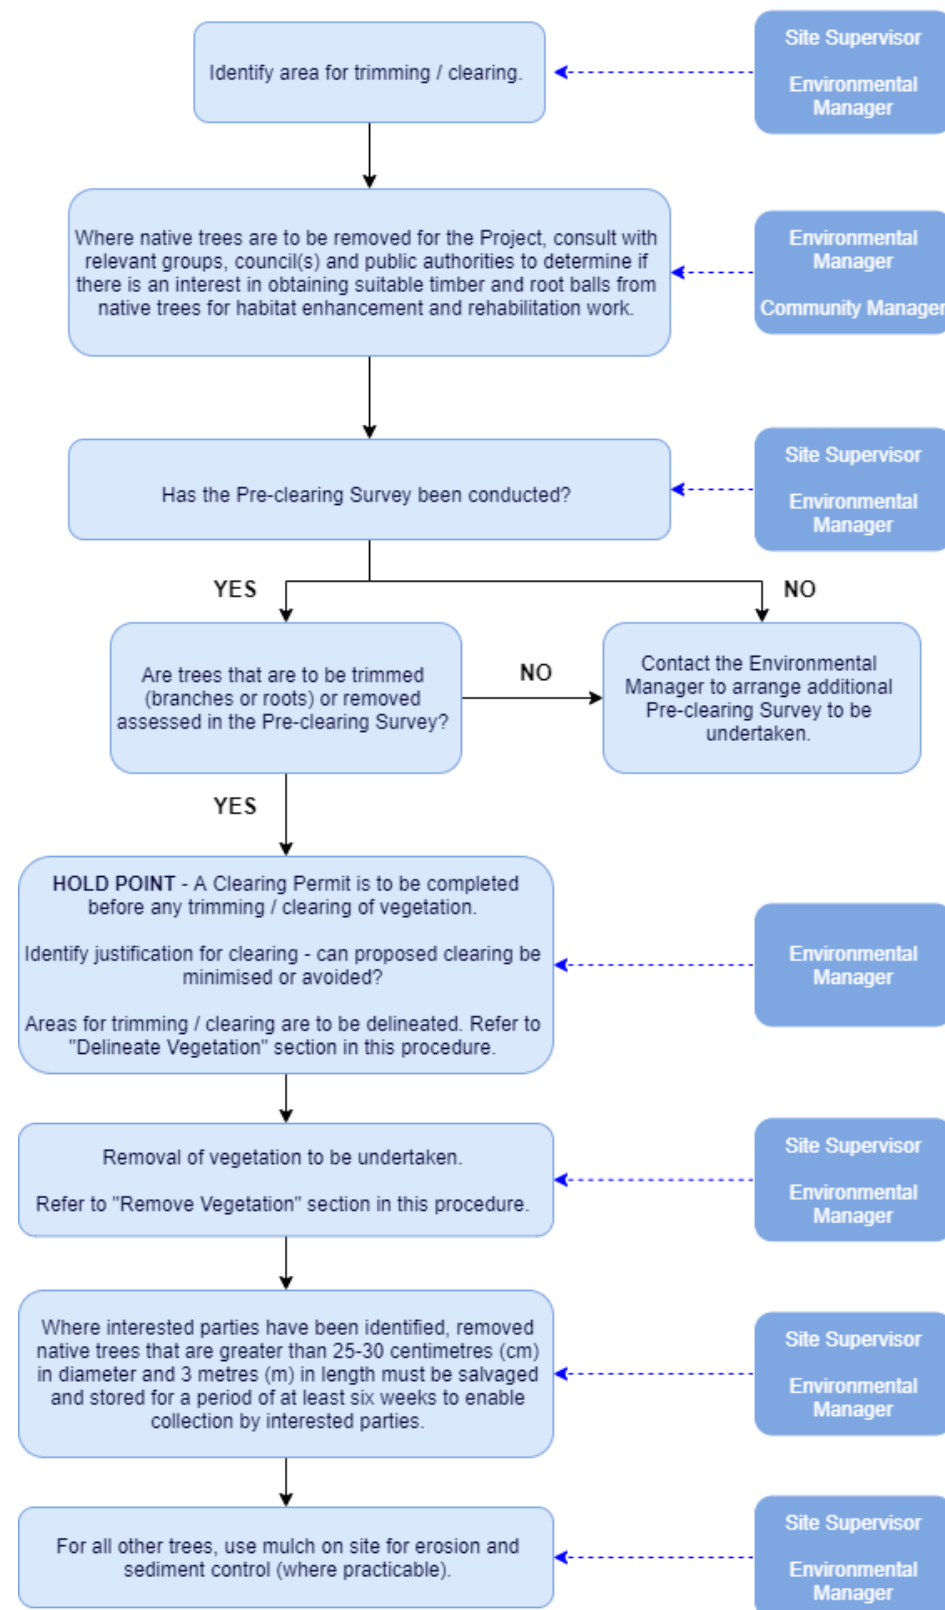 Identify area for trimming / clearing.
Site Supervisor
Environmental
Manager
Where native trees are to be removed for the Project, consult with
relevant groups, council(s) and public authorities to determine if
there is an interest in obtaining suitable timber and root balls from
native trees for habitat enhancement and rehabilitation work.
Environmental
Manager
Community Manager
Has the Pre-clearing Survey been conducted?
Site Supervisor
Environmental
Manager
YES
NO
Are trees that are to be trimmed
(branches or roots) or removed
assessed in the Pre-clearing Survey?
NO
Contact the Environmental
Manager to arrange additional
Pre-clearing Survey to be
undertaken.
YES
HOLD POINT - A Clearing Permit is to be completed
before any trimming / clearing of vegetation.
Identify justification for clearing - can proposed clearing be
minimised or avoided?
Areas for trimming / clearing are to be delineated. Refer to
"Delineate Vegetation" section in this procedure.
Environmental
Manager
Removal of vegetation to be undertaken.
Refer to "Remove Vegetation" section in this procedure.
Site Supervisor
Environmental
Manager
Where interested parties have been identified, removed
native trees that are greater than 25-30 centimetres (cm)
in diameter and 3 metres (m) in length must be salvaged
and stored for a period of at least six weeks to enable
collection by interested parties.
Site Supervisor
Environmental
Manager
For all other trees, use mulch on site for erosion and
sediment control (where practicable).
Site Supervisor
Environmental
Manager